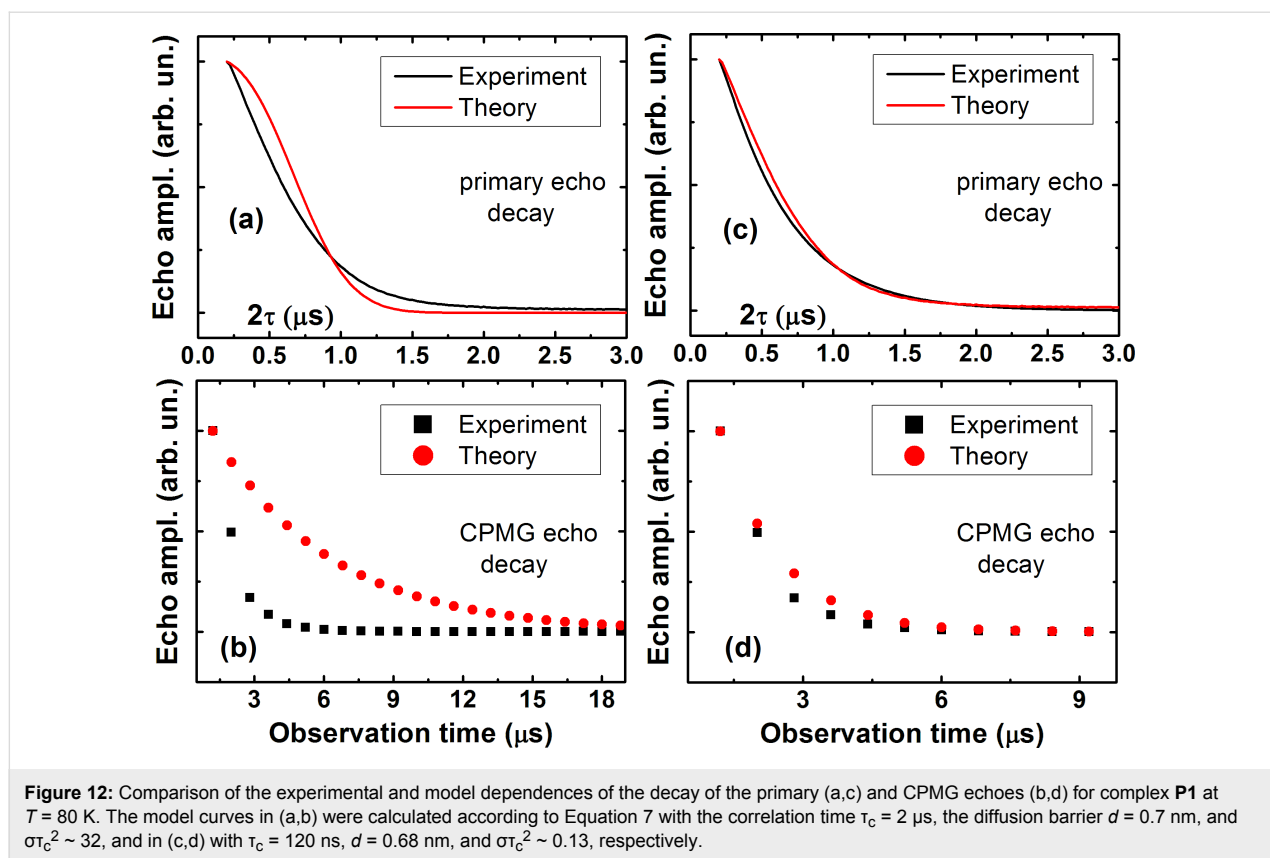 Echo ampl. (arb. un.)
Experiment
Theory
primary echo
decay
(a)
2τ (μs)
0.0 0.5 1.0 1.5 2.0 2.5 3.0
Echo ampl. (arb. un.)
Experiment
Theory
primary echo
decay
(c)
2τ (μs)
0.0 0.5 1.0 1.5 2.0 2.5 3.0
Echo ampl. (arb. un.)
Experiment
Theory
CPMG echo
decay
(b)
3 6 9 12 15 18
Observation time (μs)
Echo ampl. (arb. un.)
Experiment
Theory
CPMG echo
decay
(d)
3 6 9
Observation time (μs)
Figure 12: Comparison of the experimental and model dependences of the decay of the primary (a,c) and CPMG echoes (b,d) for complex P1 at
T = 80 K. The model curves in (a,b) were calculated according to Equation 7 with the correlation time τc = 2 μs, the diffusion barrier d = 0.7 nm, and
στc² ~ 32, and in (c,d) with τc = 120 ns, d = 0.68 nm, and στc² ~ 0.13, respectively.